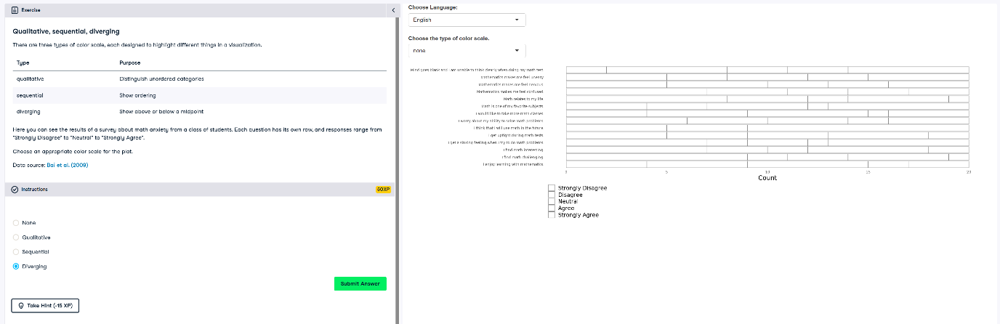 Exercise
Qualitative, sequential, diverging
There are three types of color scale, each designed to highlight different things in a visualization.
Type Purpose
qualitative Distinguish unordered categories
sequential Show ordering
diverging Show above or below a midpoint
Here you can see the results of a survey about math anxiety from a class of students. Each question has its own row, and responses range from
"Strongly Disagree" to "Neutral" to "Strongly Agree".
Choose an appropriate color scale for the plot.
Data source: Bai et al. (2009)
Instructions 50XP
None
Qualitative
Sequential
Diverging
Submit Answer
Take Hint (-15 XP)
Choose Language:
English
Choose the type of color scale.
none
Mind goes blank and I am unable to think clearly when doing my math test
Mathematics makes me feel uneasy
Mathematics makes me feel nervous
Mathematics makes me feel confused
Math relates to my life
Math is one of my favorite subjects
I would like to take more math classes
I worry about my ability to solve math problems
I think that I will use math in the future
I get uptight during math tests
I get a sinking feeling when I try to do math problems
I find math interesting
I find math challenging
I enjoy learning with mathematics
0 5 10 15 20
Count
Strongly Disagree
Disagree
Neutral
Agree
Strongly Agree